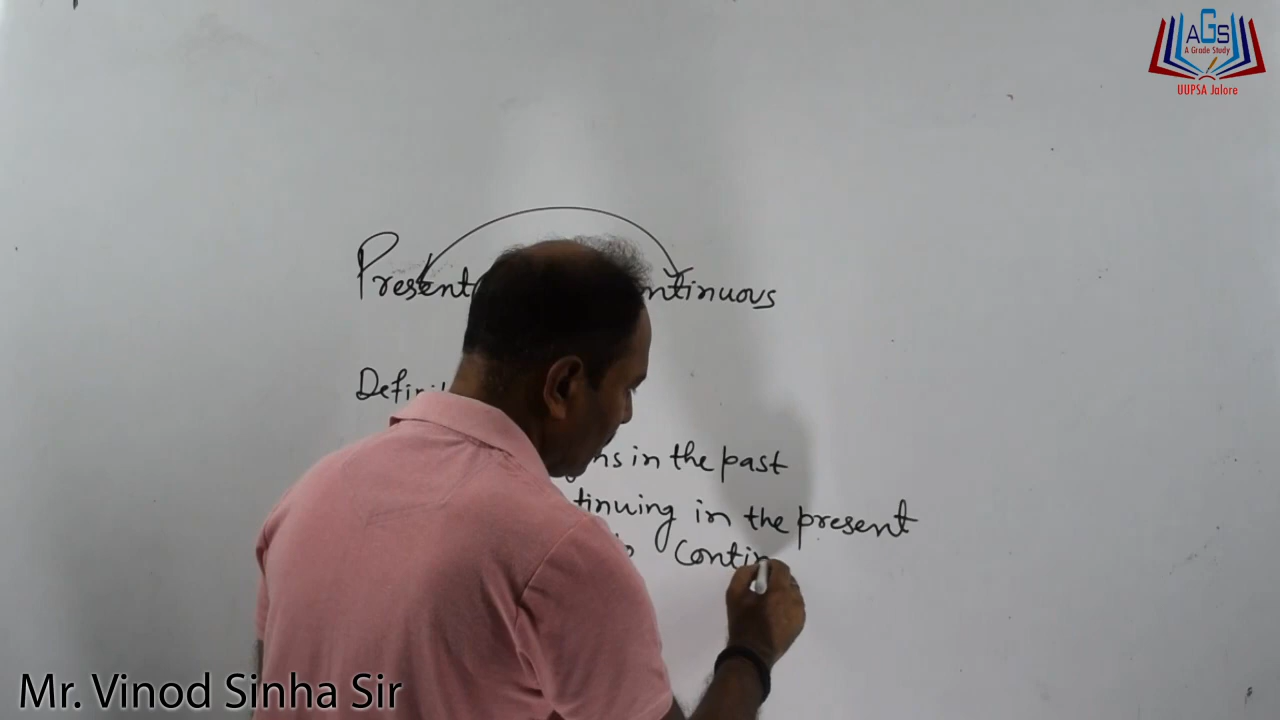 AGS
A Grade Study
UUPSA Jalore
Present ntinuous
Defini
ns in the past
tinuing in the present
Contin
Mr. Vinod Sinha Sir